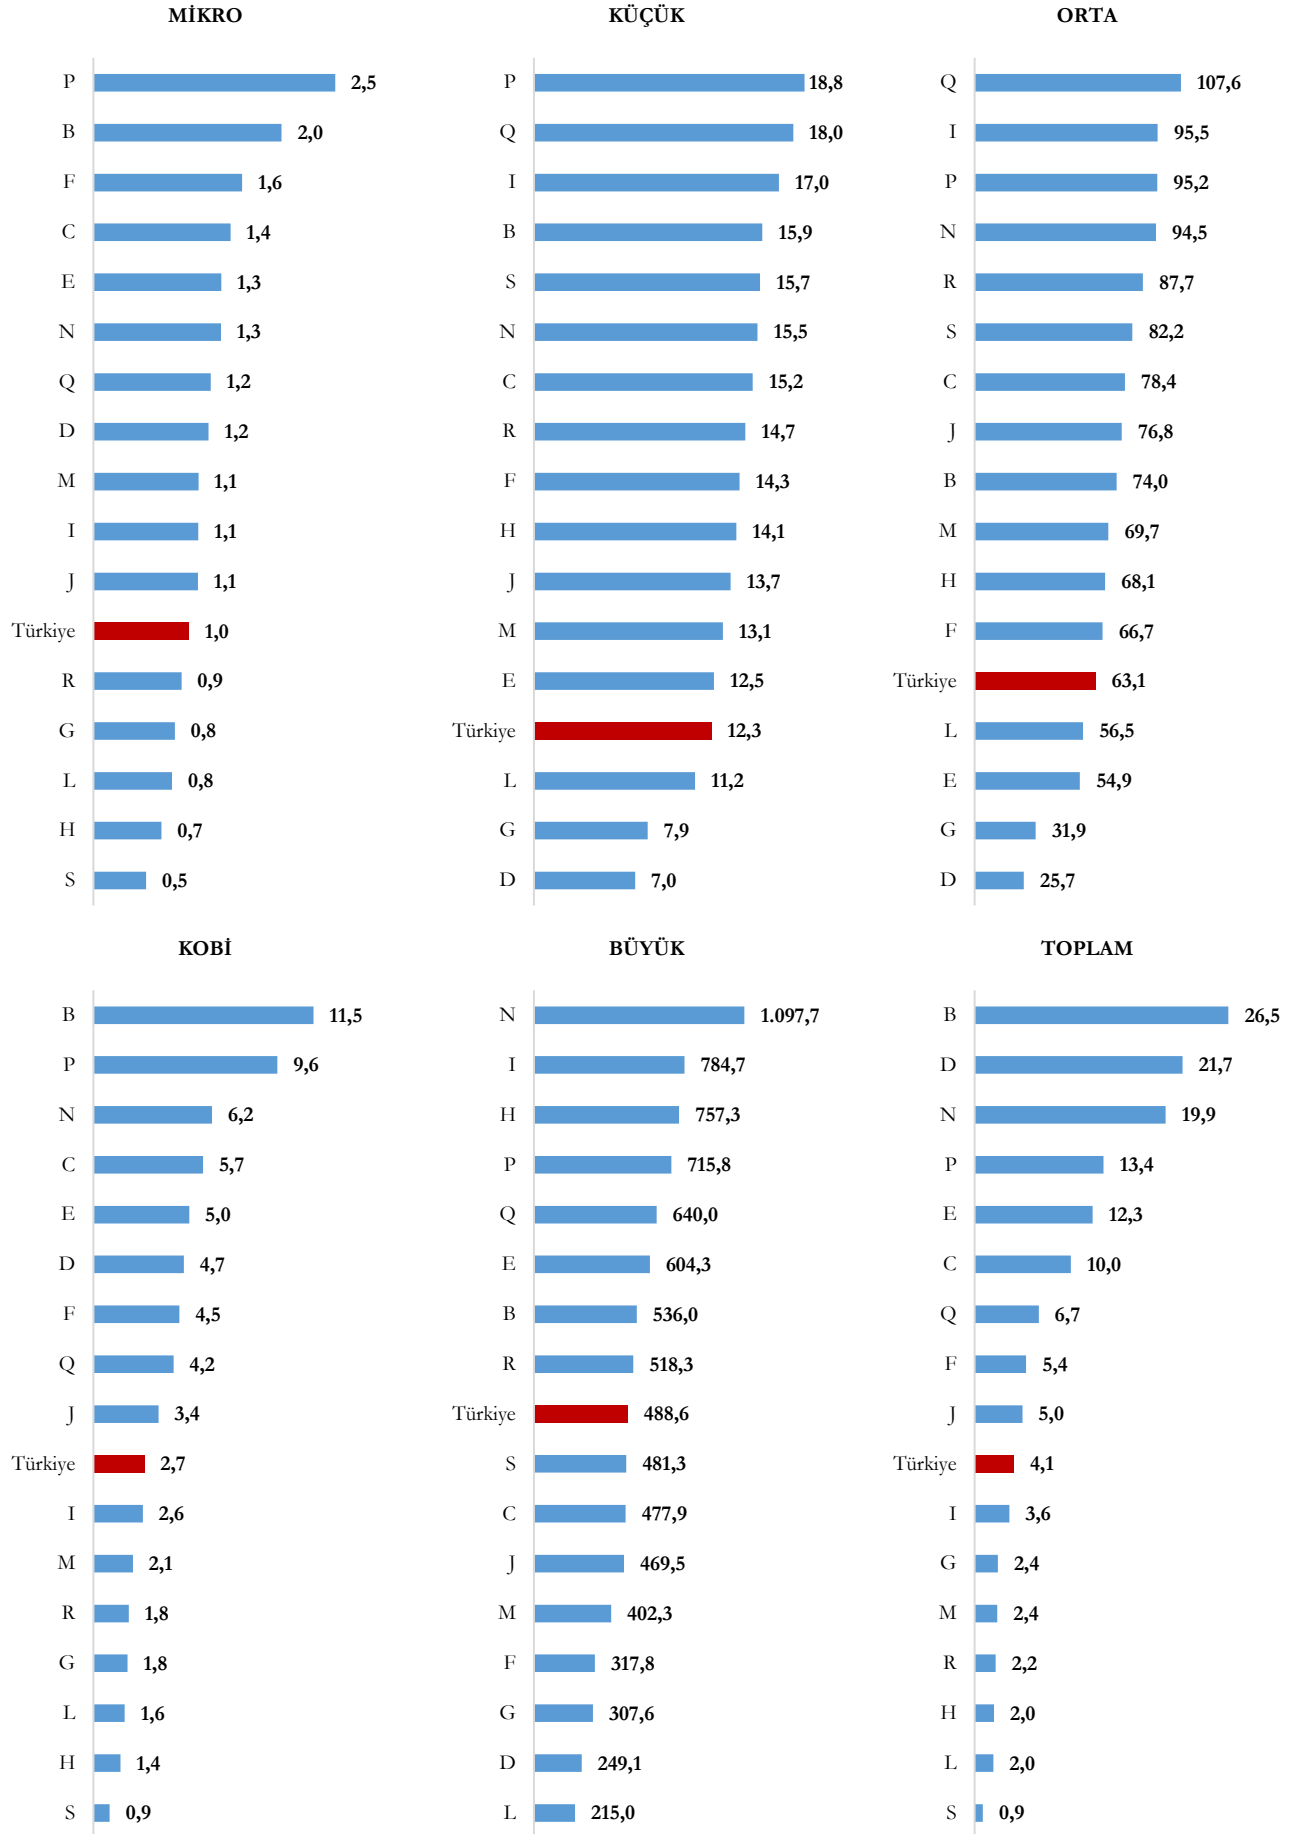 MİKRO
P 2,5
B 2,0
F 1,6
C 1,4
E 1,3
N 1,3
Q 1,2
D 1,2
M 1,1
I 1,1
J 1,1
Türkiye 1,0
R 0,9
G 0,8
L 0,8
H 0,7
S 0,5
KÜÇÜK
P 18,8
Q 18,0
I 17,0
B 15,9
S 15,7
N 15,5
C 15,2
R 14,7
F 14,3
H 14,1
J 13,7
M 13,1
E 12,5
Türkiye 12,3
L 11,2
G 7,9
D 7,0
ORTA
Q 107,6
I 95,5
P 95,2
N 94,5
R 87,7
S 82,2
C 78,4
J 76,8
B 74,0
M 69,7
H 68,1
F 66,7
Türkiye 63,1
L 56,5
E 54,9
G 31,9
D 25,7
KOBİ
B 11,5
P 9,6
N 6,2
C 5,7
E 5,0
D 4,7
F 4,5
Q 4,2
J 3,4
Türkiye 2,7
I 2,6
M 2,1
R 1,8
G 1,8
L 1,6
H 1,4
S 0,9
BÜYÜK
N 1.097,7
I 784,7
H 757,3
P 715,8
Q 640,0
E 604,3
B 536,0
R 518,3
Türkiye 488,6
S 481,3
C 477,9
J 469,5
M 402,3
F 317,8
G 307,6
D 249,1
L 215,0
TOPLAM
B 26,5
D 21,7
N 19,9
P 13,4
E 12,3
C 10,0
Q 6,7
F 5,4
J 5,0
Türkiye 4,1
I 3,6
G 2,4
M 2,4
R 2,2
H 2,0
L 2,0
S 0,9